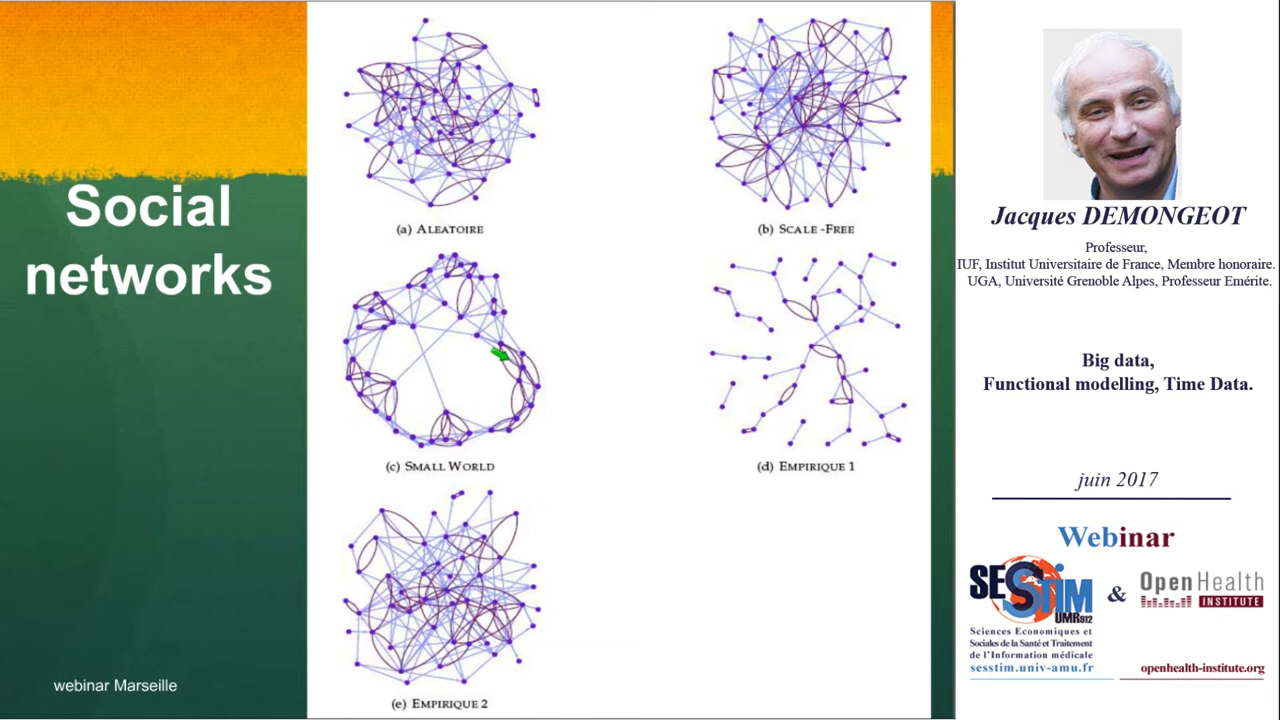 Social
networks
webinar Marseille
(a) ALEATOIRE
(b) SCALE -FREE
(c) SMALL WORLD
(d) EMPIRIQUE 1
(e) EMPIRIQUE 2
Jacques DEMONGEOT
Professeur,
IUF, Institut Universitaire de France, Membre honoraire.
UGA, Université Grenoble Alpes, Professeur Emérite.
Big data,
Functional modelling, Time Data.
juin 2017
Webinar
SESSTIM
UMR912
Sciences Economiques et
Sociales de la Santé et Traitement
de l'Information médicale
sesstim.univ-amu.fr
&
OpenHealth
INSTITUTE
openhealth-institute.org